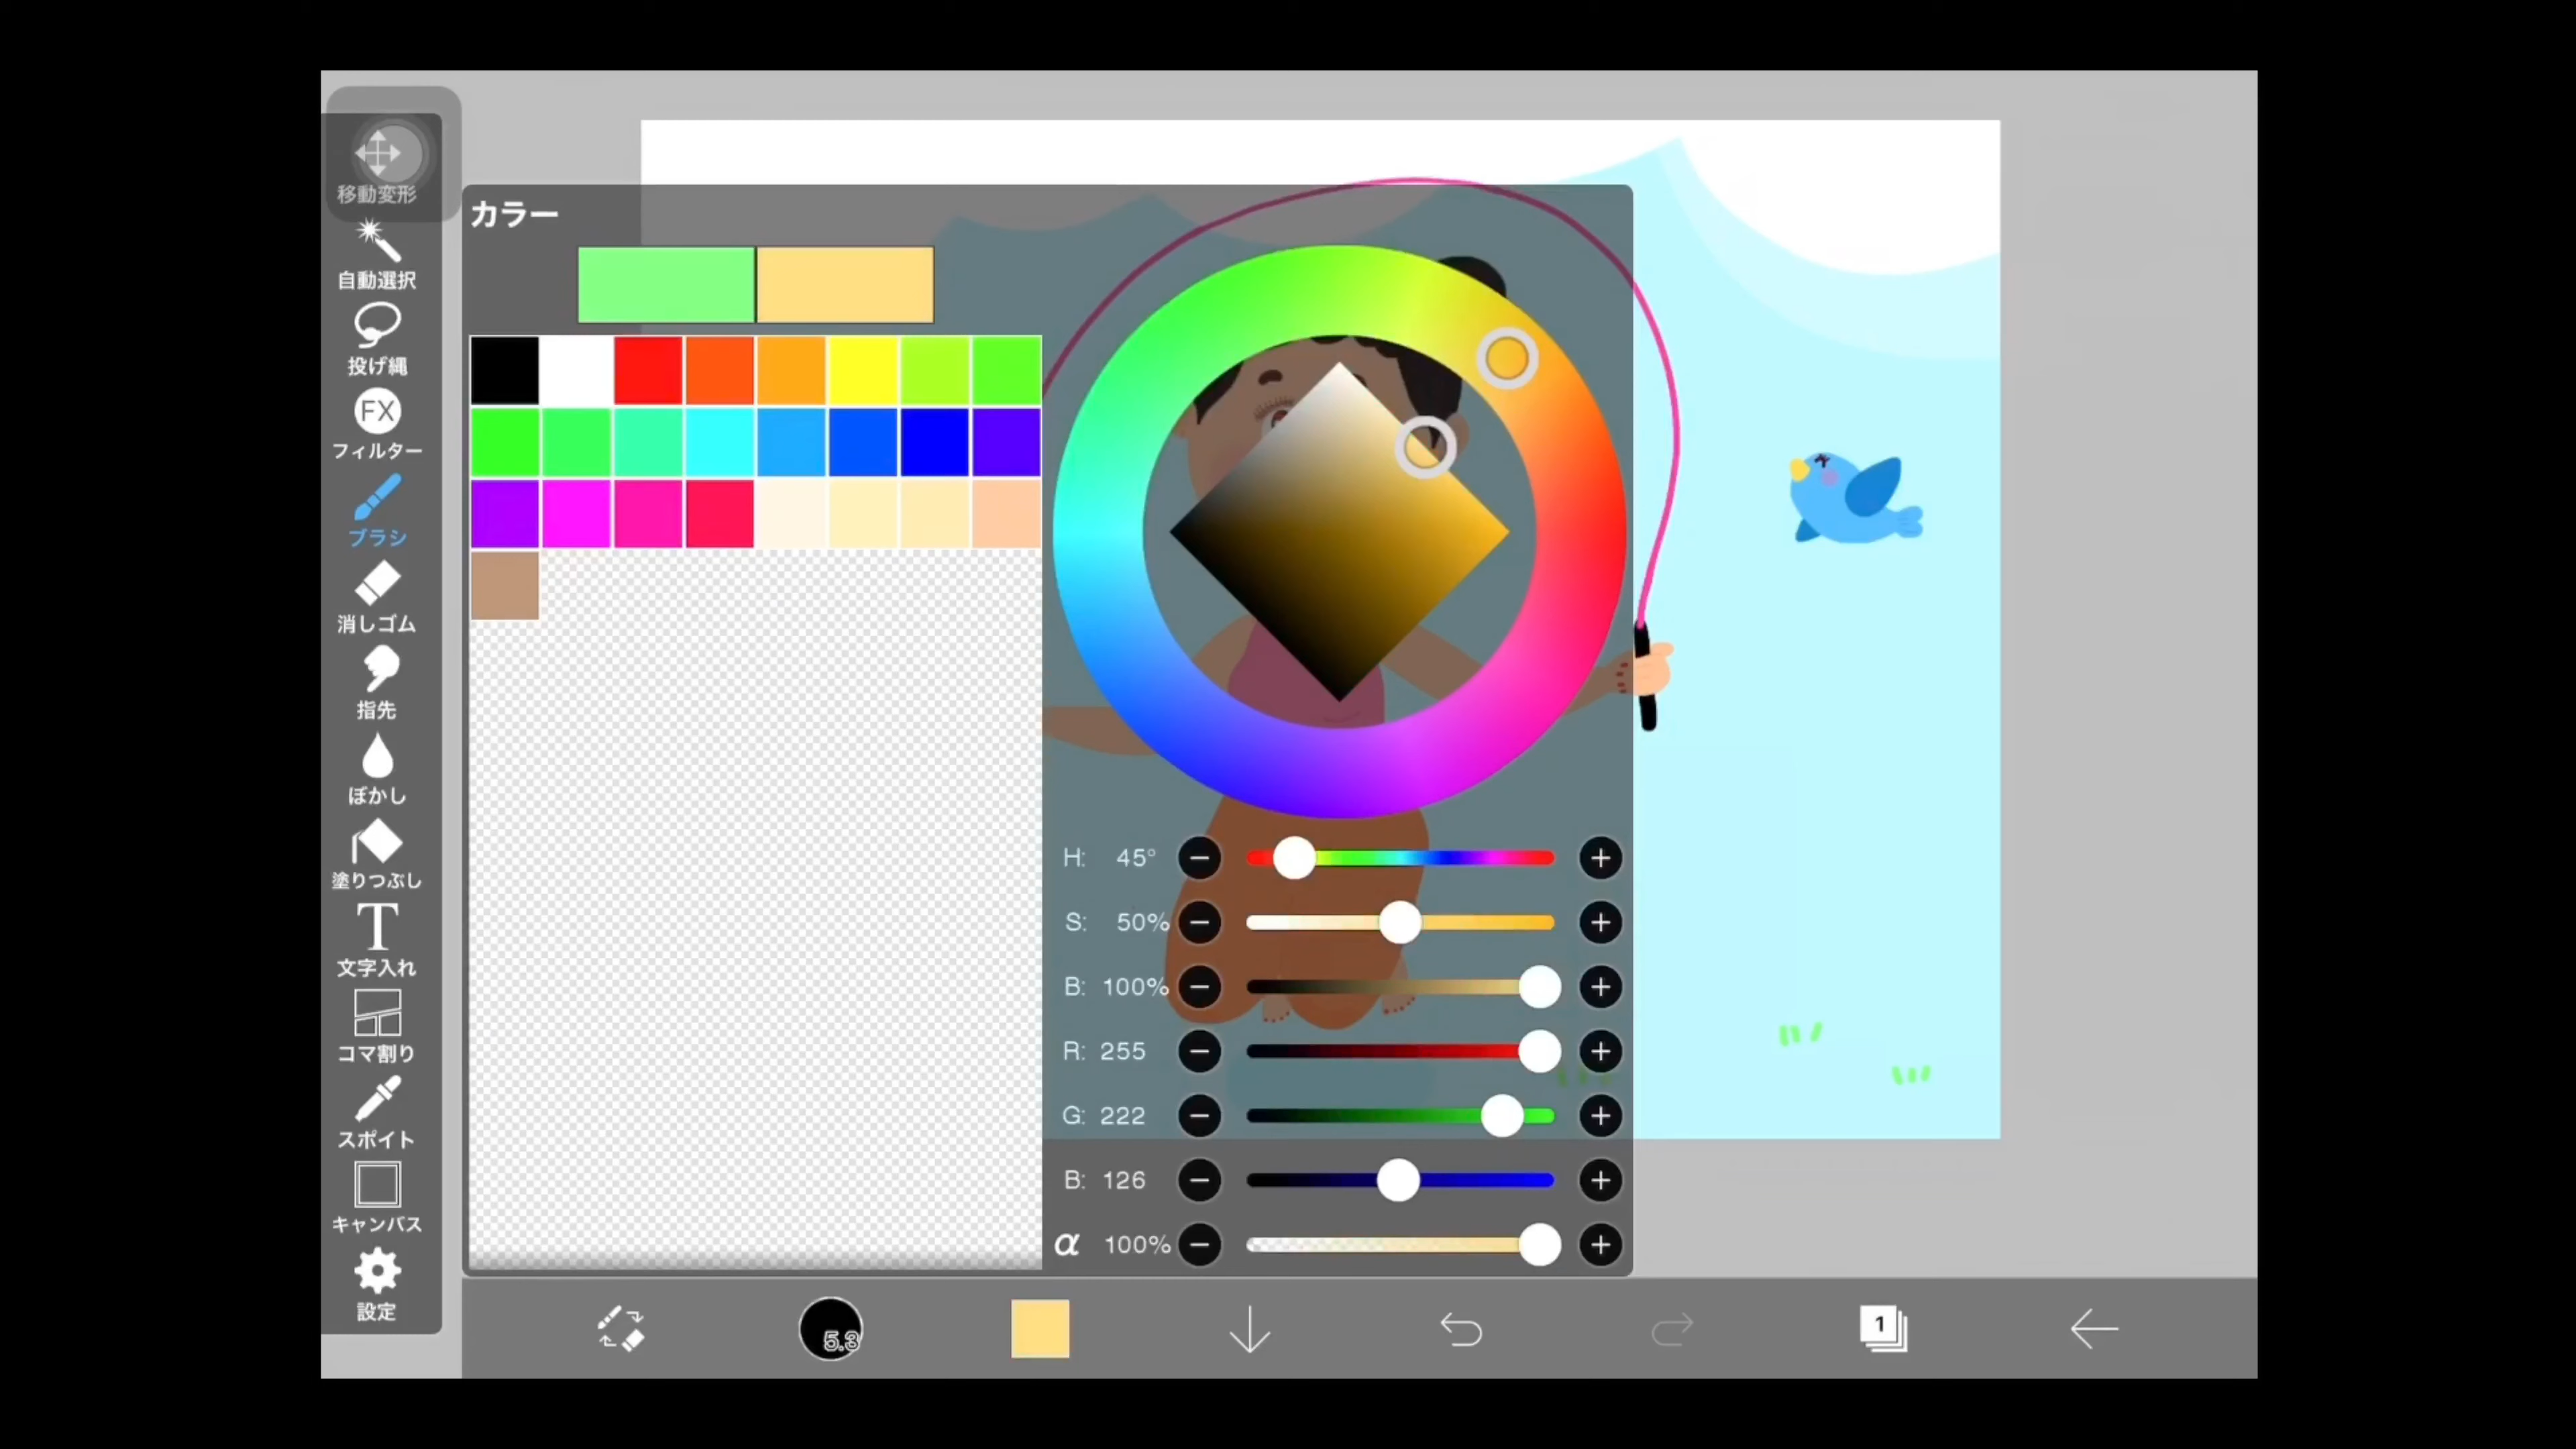 移動変形
自動選択
投げ縄
FX
フィルター
ブラシ
消しゴム
指先
ぼかし
塗りつぶし
T
文字入れ
コマ割り
スポイト
キャンバス
設定
カラー
H: 45°
S: 50%
B: 100%
R: 255
G: 222
B: 126
α 100%
5.3
1